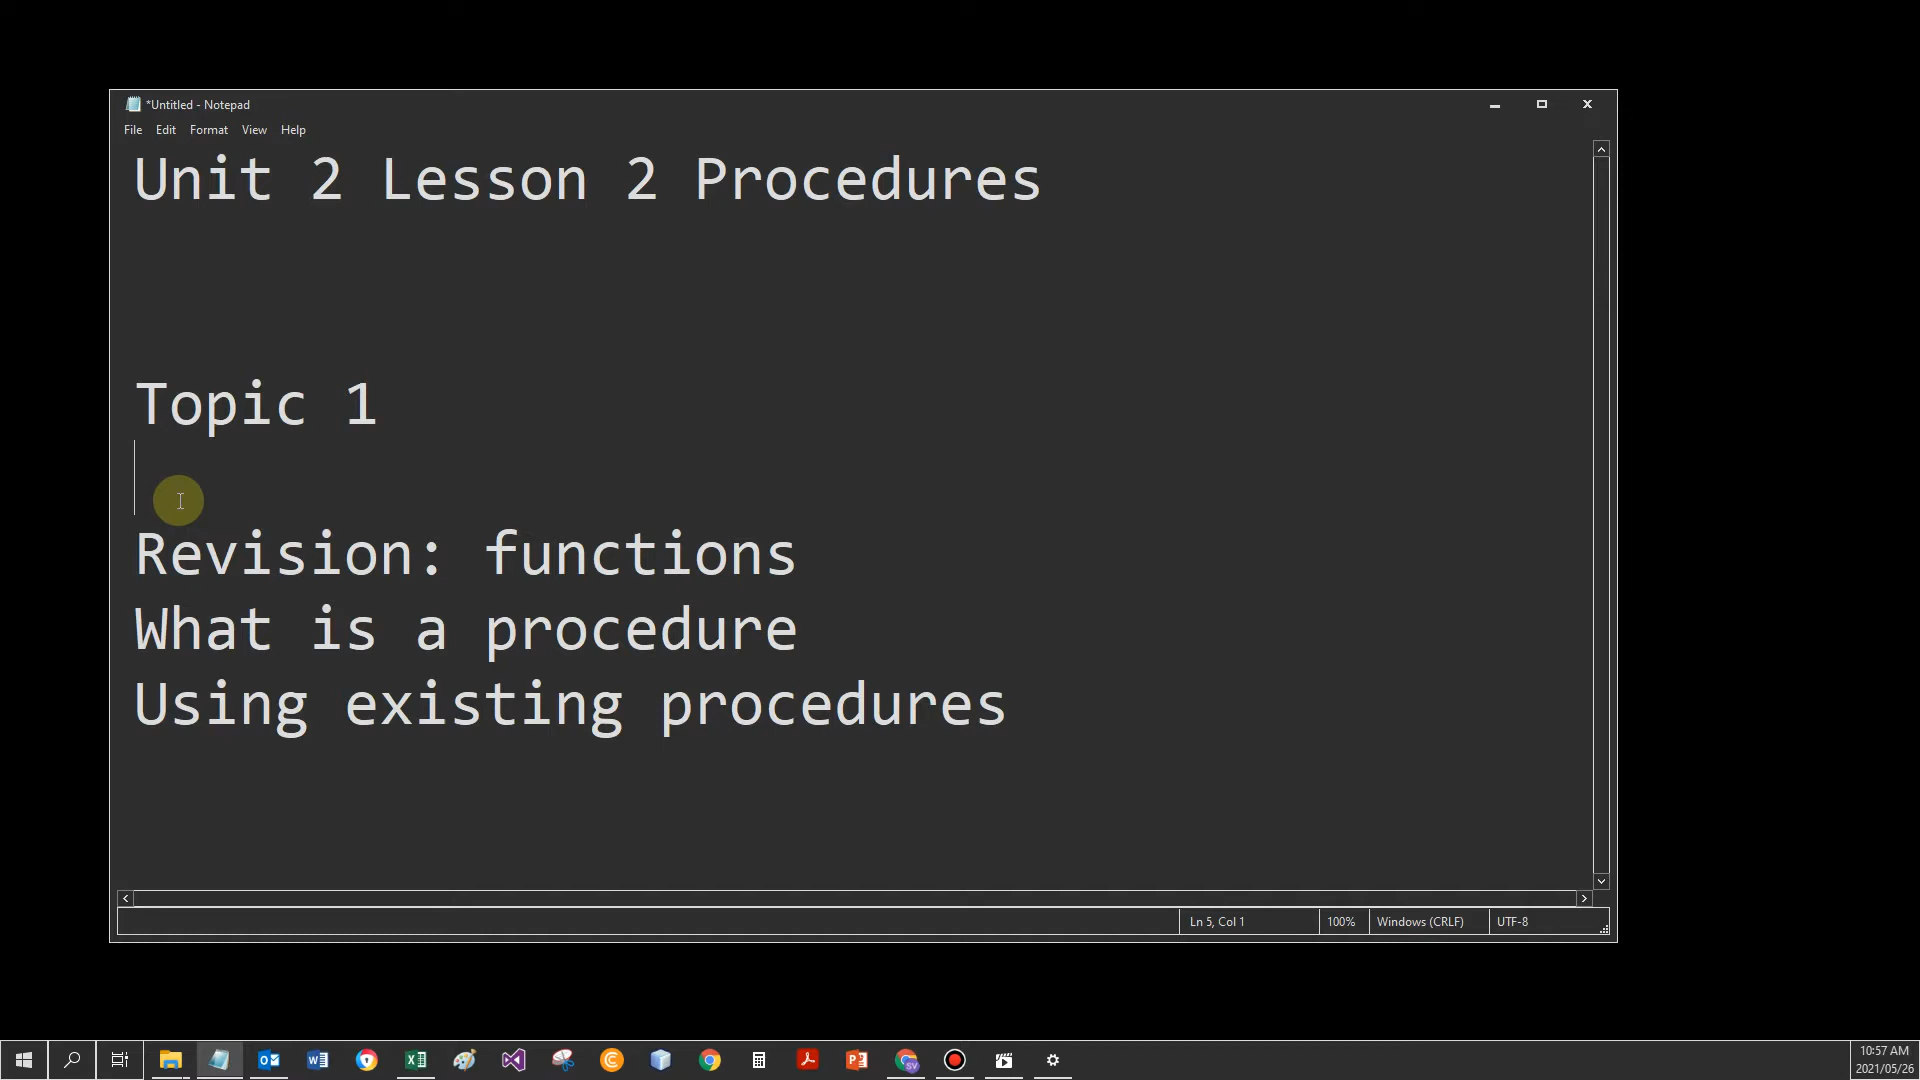 *Untitled - Notepad
File Edit Format View Help
Unit 2 Lesson 2 Procedures
Topic 1
Revision: functions
What is a procedure
Using existing procedures
Ln 5, Col 1 100% Windows (CRLF) UTF-8
10:57 AM
2021/05/26